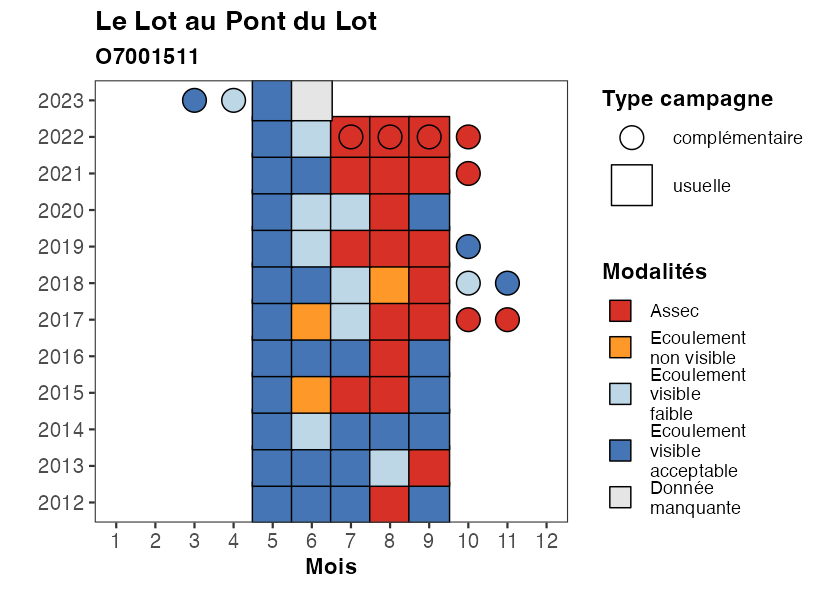 Le Lot au Pont du Lot
O7001511
2023
2022
2021
2020
2019
2018
2017
2016
2015
2014
2013
2012
1 2 3 4 5 6 7 8 9 10 11 12
Mois
Type campagne
complémentaire
usuelle
Modalités
Assec
Ecoulement
non visible
Ecoulement
visible
faible
Ecoulement
visible
acceptable
Donnée
manquante